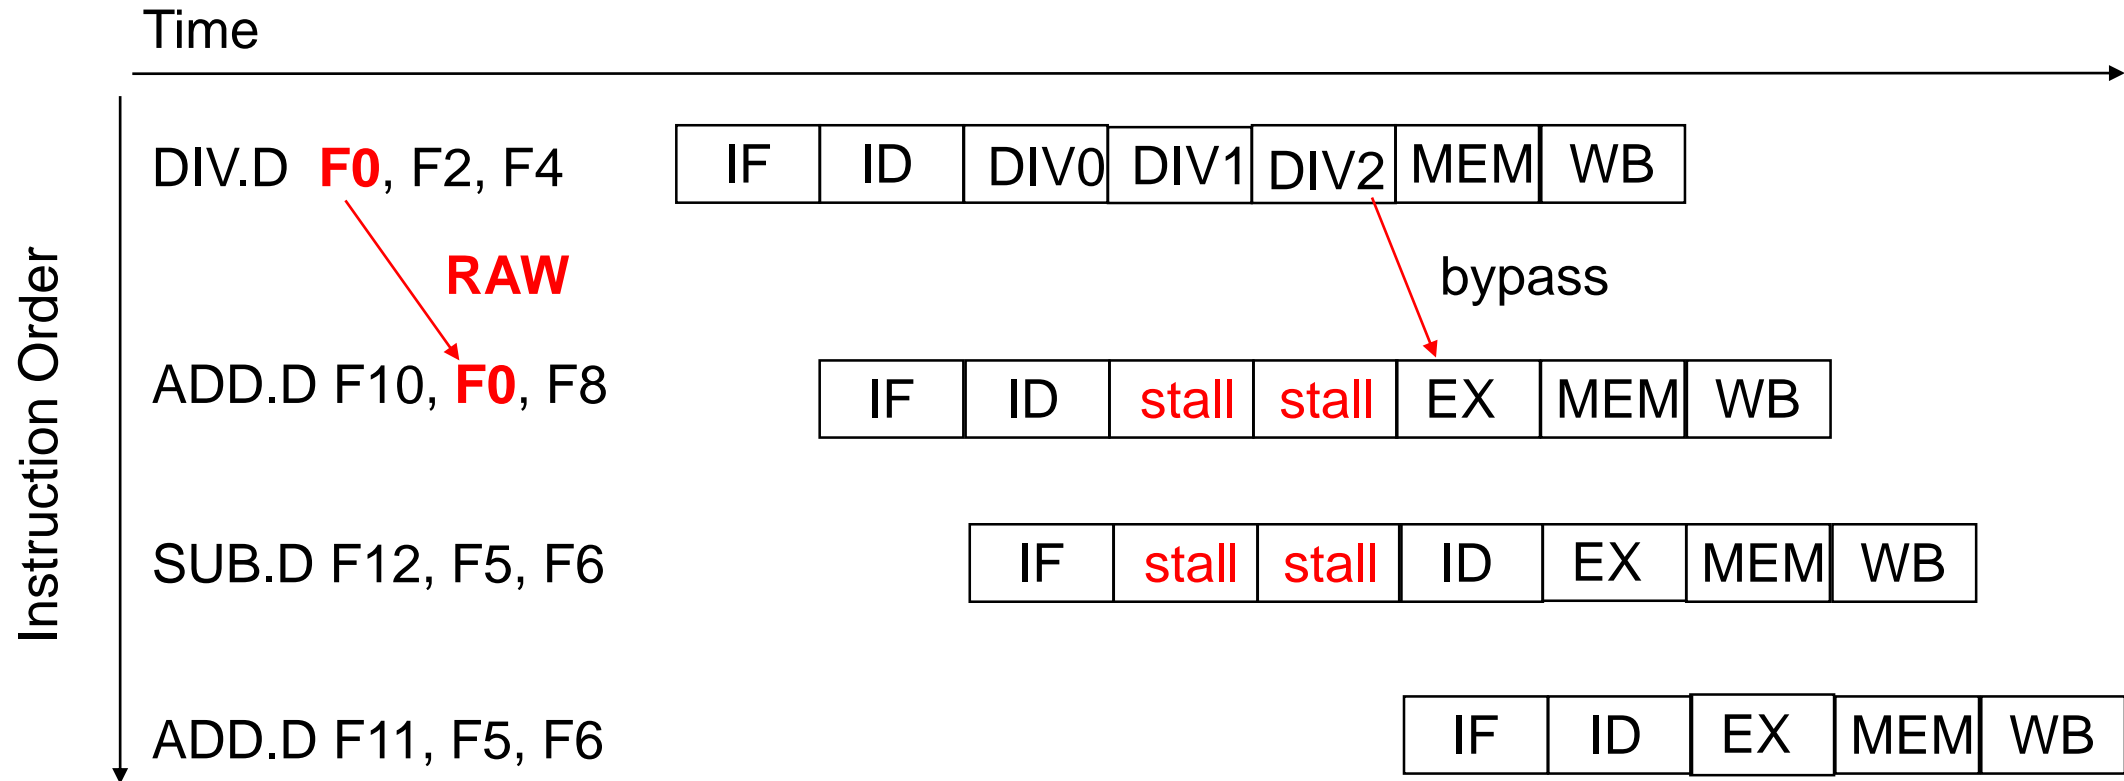 Time
Instruction Order
DIV.D F0, F2, F4 IF ID DIV0 DIV1 DIV2 MEM WB
RAW bypass
ADD.D F10, F0, F8 IF ID stall stall EX MEM WB
SUB.D F12, F5, F6 IF stall stall ID EX MEM WB
ADD.D F11, F5, F6 IF ID EX MEM WB